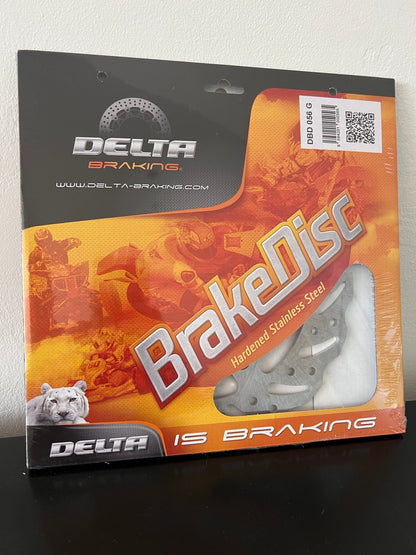 DELTA
BRAKING
WWW.DELTA-BRAKING.COM
DBD 056 G
BrakeDisc
Hardened Stainless Steel
DELTA IS BRAKING